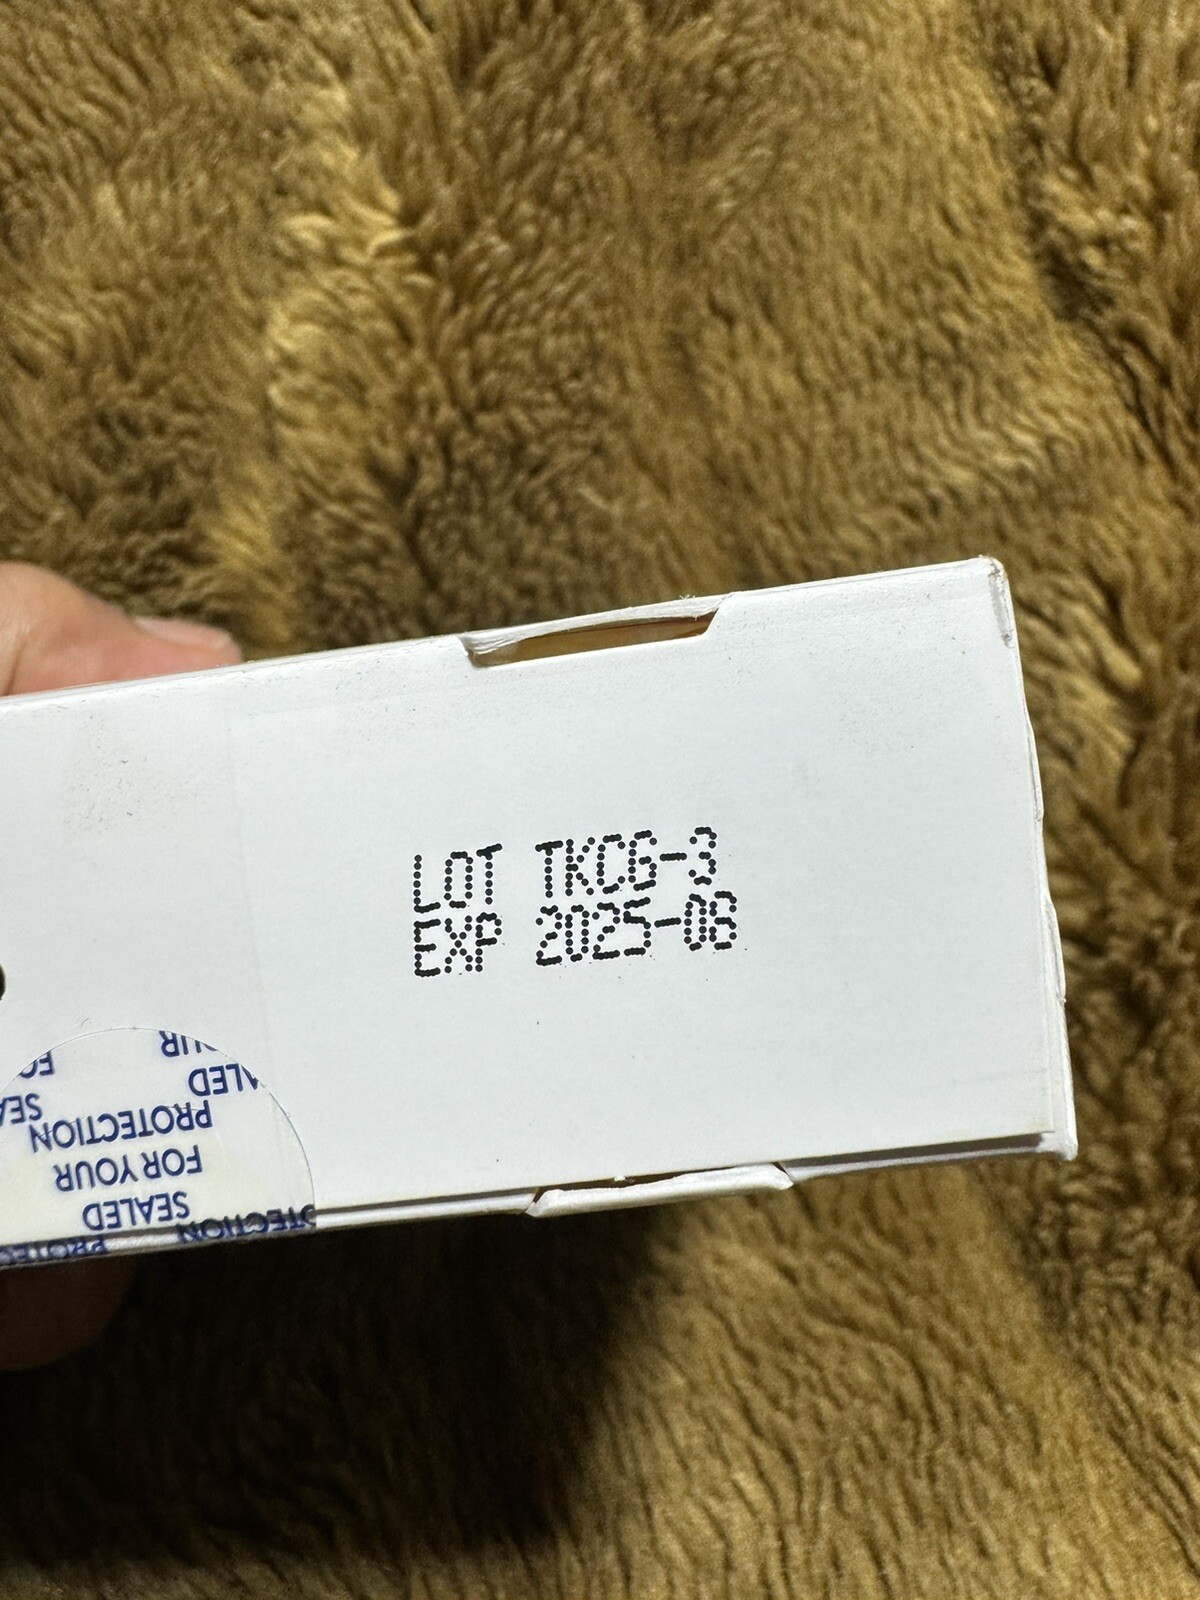 LOT TKCG-3
EXP 2025-08
SEALED
FOR YOUR
PROTECTION